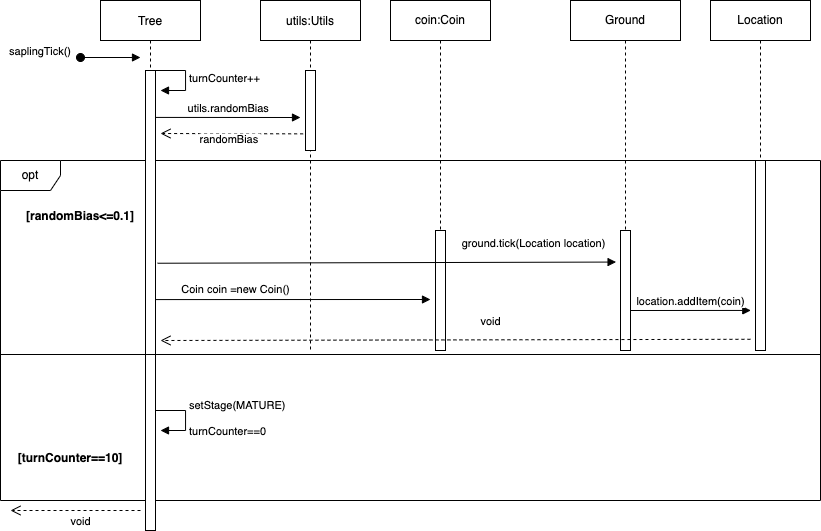 Tree
utils:Utils
coin:Coin
Ground
Location
saplingTick()
turnCounter++
utils.randomBias
randomBias
opt
[randomBias<=0.1]
ground.tick(Location location)
Coin coin =new Coin()
location.addItem(coin)
void
setStage(MATURE)
turnCounter==0
[turnCounter==10]
void